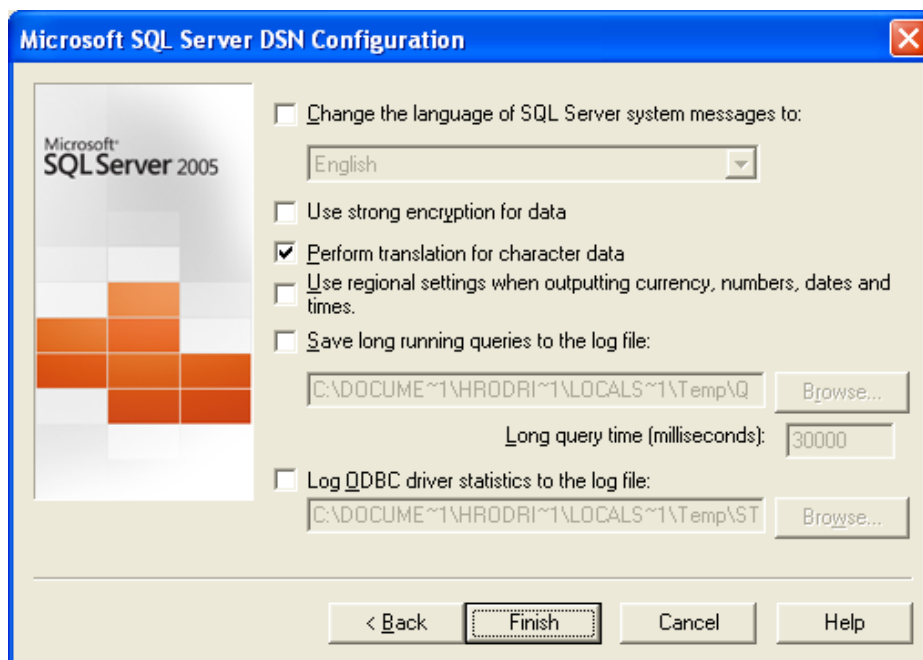 Microsoft SQL Server DSN Configuration
Microsoft
SQL Server 2005
Change the language of SQL Server system messages to:
English
Use strong encryption for data
Perform translation for character data
Use regional settings when outputting currency, numbers, dates and
times.
Save long running queries to the log file:
C:\DOCUME~1\HRODRI~1\LOCALS~1\Temp\Q
Browse...
Long query time (milliseconds):
30000
Log ODBC driver statistics to the log file:
C:\DOCUME~1\HRODRI~1\LOCALS~1\Temp\ST
Browse...
< Back
Finish
Cancel
Help